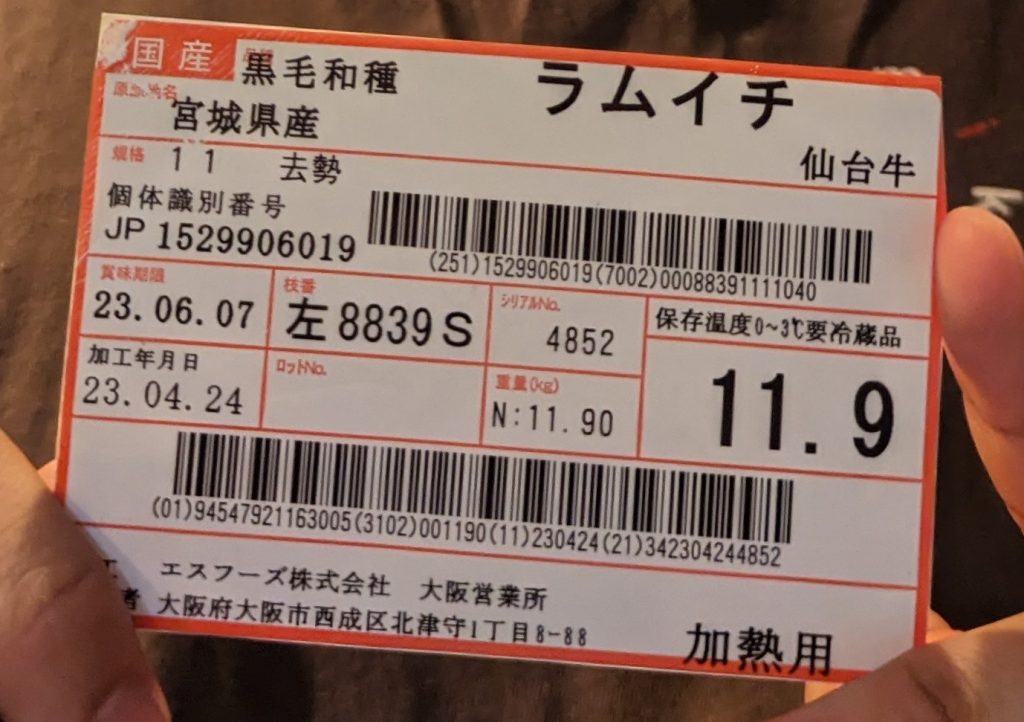 国産
黒毛和種
ラムイチ
宮城県産
仙台牛
規格 11 去勢
個体識別番号
JP 1529906019
(251)1529906019(7002)00088391111040
賞味期限
23.06.07
枝番
左8839S
シリアルNo.
4852
保存温度0~3℃要冷蔵品
加工年月日
23.04.24
ロットNo.
重量(kg)
N:11.90
11.9
(01)94547921163005(3102)001190(11)230424(21)342304244852
エスフーズ株式会社 大阪営業所
者 大阪府大阪市西成区北津守1丁目8-88
加熱用